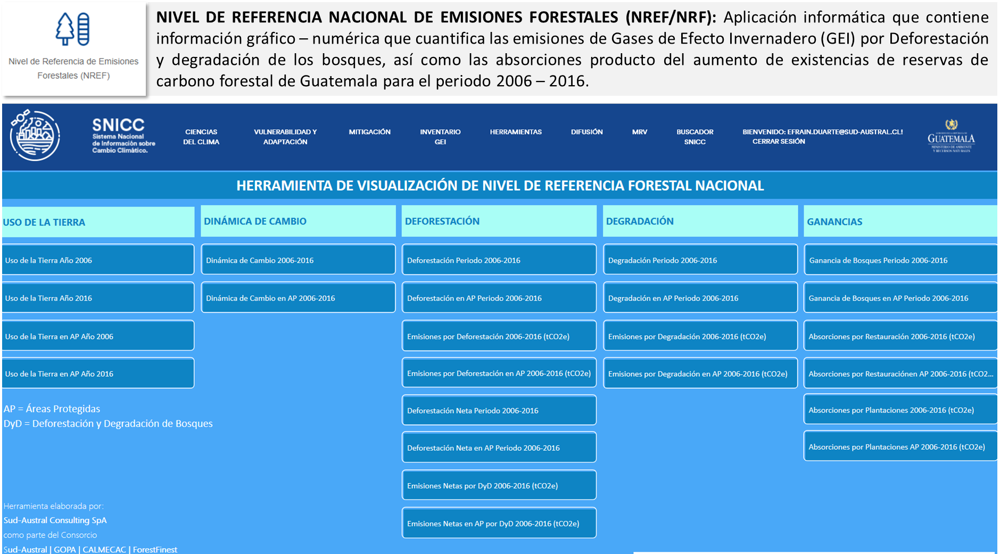 Nivel de Referencia de Emisiones
Forestales (NREF)
NIVEL DE REFERENCIA NACIONAL DE EMISIONES FORESTALES (NREF/NRF): Aplicación informática que contiene
información gráfico – numérica que cuantifica las emisiones de Gases de Efecto Invernadero (GEI) por Deforestación
y degradación de los bosques, así como las absorciones producto del aumento de existencias de reservas de
carbono forestal de Guatemala para el periodo 2006 – 2016.
SNICC
Sistema Nacional
de Información sobre
Cambio Climático.
CIENCIAS
DEL CLIMA
VULNERABILIDAD Y
ADAPTACIÓN
MITIGACIÓN
INVENTARIO
GEI
HERRAMIENTAS
DIFUSIÓN
MRV
BUSCADOR
SNICC
BIENVENIDO: EFRAIN.DUARTE@SUD-AUSTRAL.CL!
CERRAR SESIÓN
GUATEMALA
MINISTERIO DE AMBIENTE
Y RECURSOS NATURALES
HERRAMIENTA DE VISUALIZACIÓN DE NIVEL DE REFERENCIA FORESTAL NACIONAL
USO DE LA TIERRA
Uso de la Tierra Año 2006
Uso de la Tierra Año 2016
Uso de la Tierra en AP Año 2006
Uso de la Tierra en AP Año 2016
AP = Áreas Protegidas
DyD = Deforestación y Degradación de Bosques
Herramienta elaborada por:
Sud-Austral Consulting SpA
como parte del Consorcio
Sud-Austral | GOPA | CALMECAC | ForestFinest
DINÁMICA DE CAMBIO
Dinámica de Cambio 2006-2016
Dinámica de Cambio en AP 2006-2016
DEFORESTACIÓN
Deforestación Periodo 2006-2016
Deforestación en AP Periodo 2006-2016
Emisiones por Deforestación 2006-2016 (tCO2e)
Emisiones por Deforestación en AP 2006-2016 (tCO2e)
Deforestación Neta Periodo 2006-2016
Deforestación Neta en AP Periodo 2006-2016
Emisiones Netas por DyD 2006-2016 (tCO2e)
Emisiones Netas en AP por DyD 2006-2016 (tCO2e)
DEGRADACIÓN
Degradación Periodo 2006-2016
Degradación en AP Periodo 2006-2016
Emisiones por Degradación 2006-2016 (tCO2e)
Emisiones por Degradación en AP 2006-2016 (tCO2e)
GANANCIAS
Ganancia de Bosques Periodo 2006-2016
Ganancia de Bosques en AP Periodo 2006-2016
Absorciones por Restauración 2006-2016 (tCO2e)
Absorciones por Restauraciónen AP 2006-2016 (tCO2...
Absorciones por Plantaciones 2006-2016 (tCO2e)
Absorciones por Plantaciones AP 2006-2016 (tCO2e)